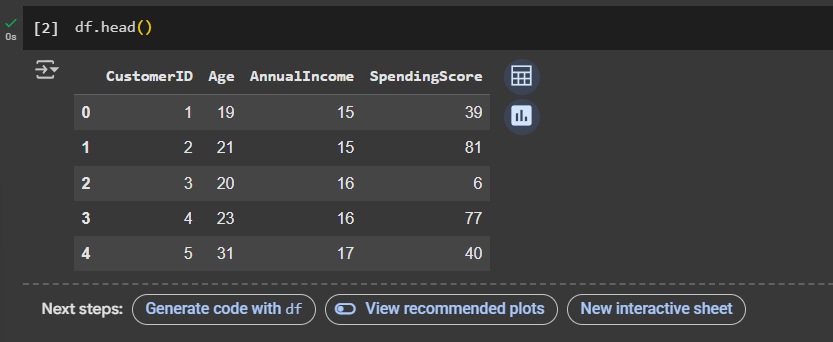 [2] df.head()
0s
CustomerID Age AnnualIncome SpendingScore
0 1 19 15 39
1 2 21 15 81
2 3 20 16 6
3 4 23 16 77
4 5 31 17 40
Next steps: Generate code with df View recommended plots New interactive sheet